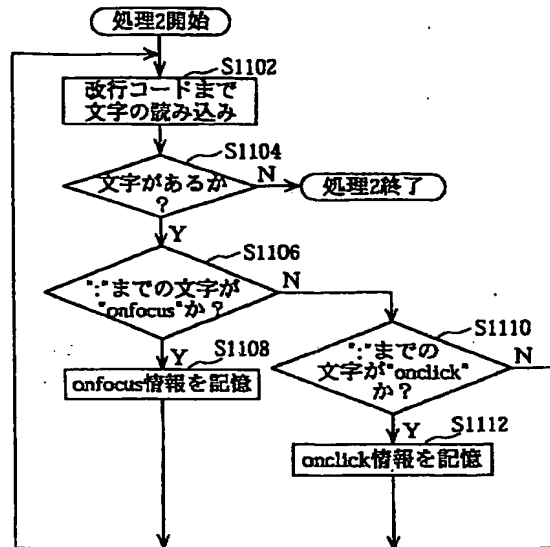 処理2開始
S1102
改行コードまで
文字の読み込み
S1104
文字があるか
?
N
処理2終了
Y
S1106
":"までの文字が
"onfocus"か?
N
Y
S1108
onfocus情報を記憶
S1110
":"までの
文字が"onclick"
か?
N
Y
S1112
onclick情報を記憶